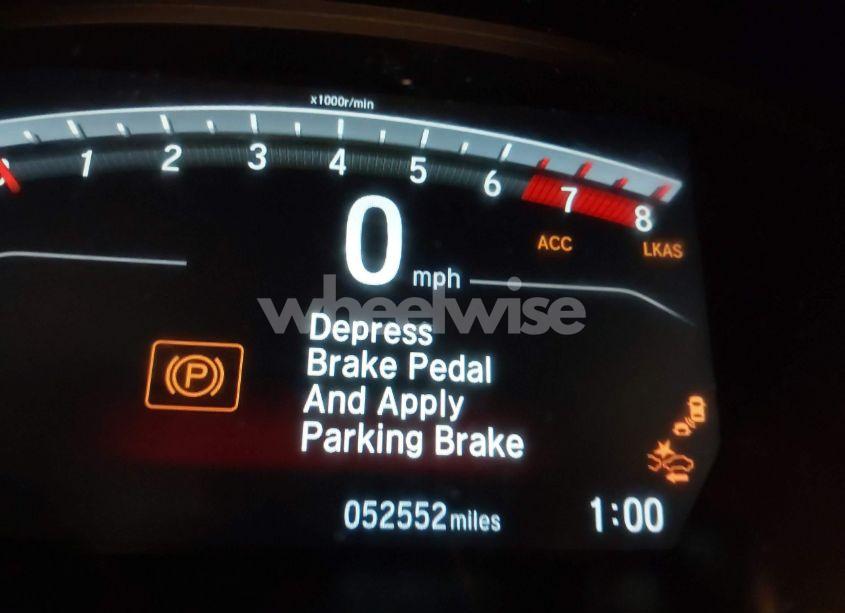 x1000r/min
1 2 3 4 5 6 7 8
0 mph
ACC
LKAS
wheelwise
Depress
Brake Pedal
And Apply
Parking Brake
P
052552 miles
1:00